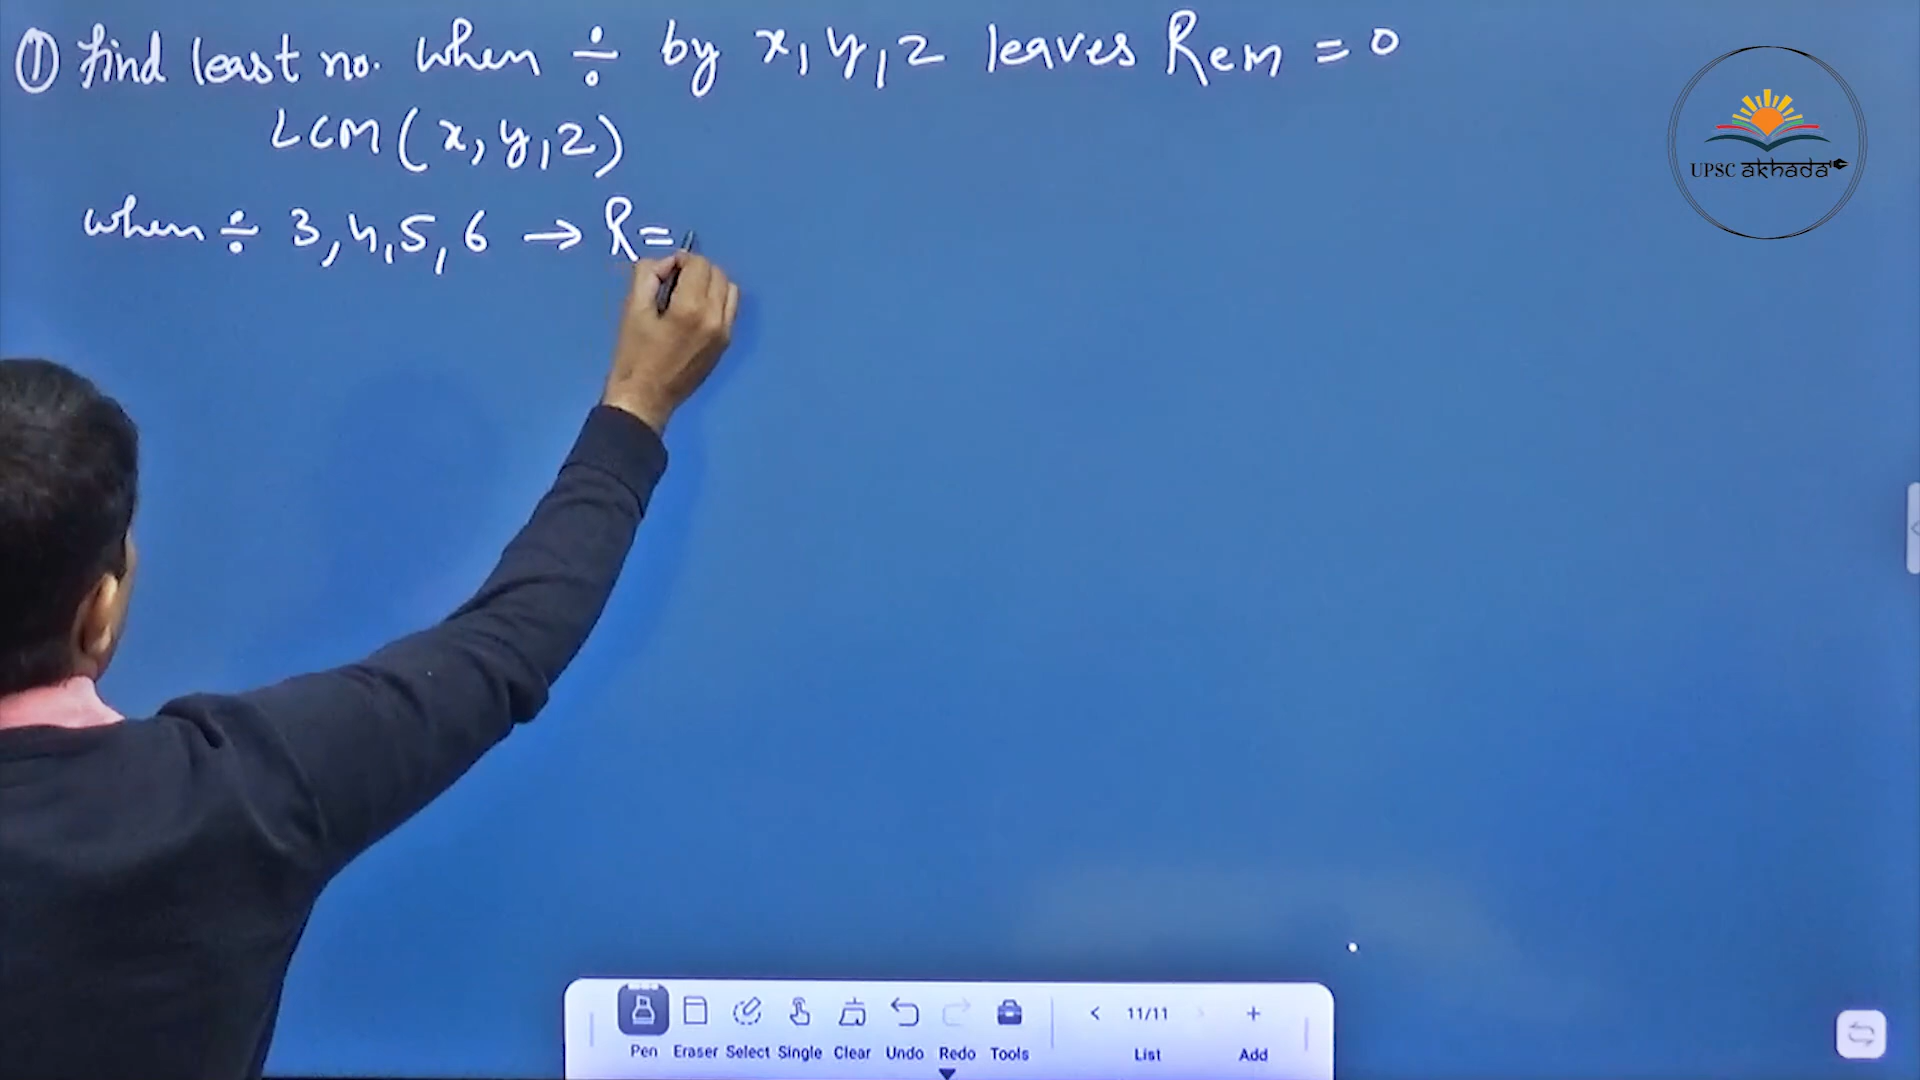 ① find least no. when ÷ by x, y, z leaves Rem = 0
LCM (x, y, z)
when ÷ 3, 4, 5, 6 → R =
UPSC akhada
Pen Eraser Select Single Clear Undo Redo Tools < 11/11 > List + Add